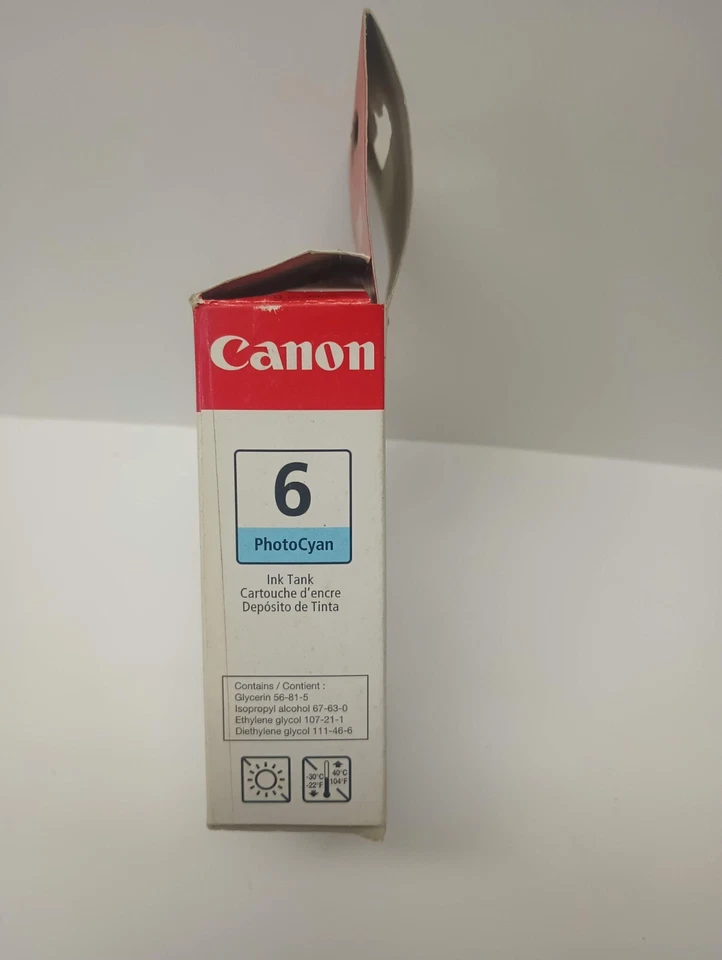 Canon
6
PhotoCyan
Ink Tank
Cartouche d'encre
Depósito de Tinta
Contains / Contient :
Glycerin 56-81-5
Isopropyl alcohol 67-63-0
Ethylene glycol 107-21-1
Diethylene glycol 111-46-6
-30°C 40°C
-22°F 104°F